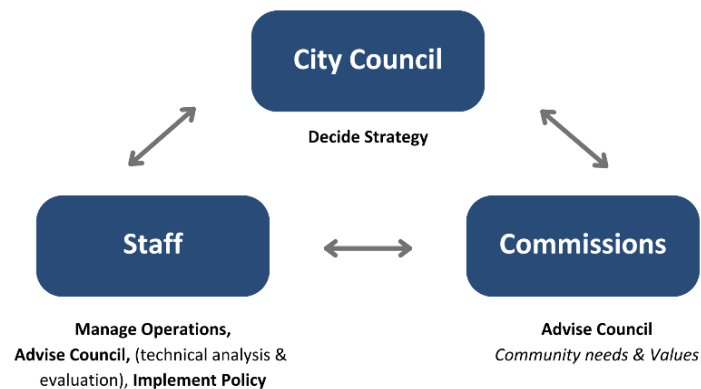 City Council
Decide Strategy
Staff
Commissions
Manage Operations,
Advise Council, (technical analysis &
evaluation), Implement Policy
Advise Council
Community needs & Values